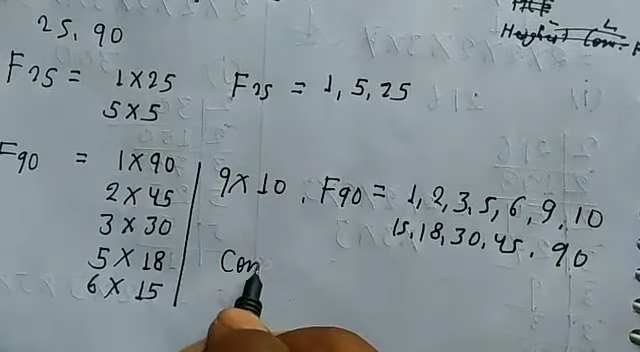 25, 90
Highest Com. F
F25 = 1 X 25
5 X 5
F25 = 1, 5, 25
F90 = 1 X 90
2 X 45
3 X 30
5 X 18
6 X 15
9 X 10
F90 = 1, 2, 3, 5, 6, 9, 10
15, 18, 30, 45, 90
Com